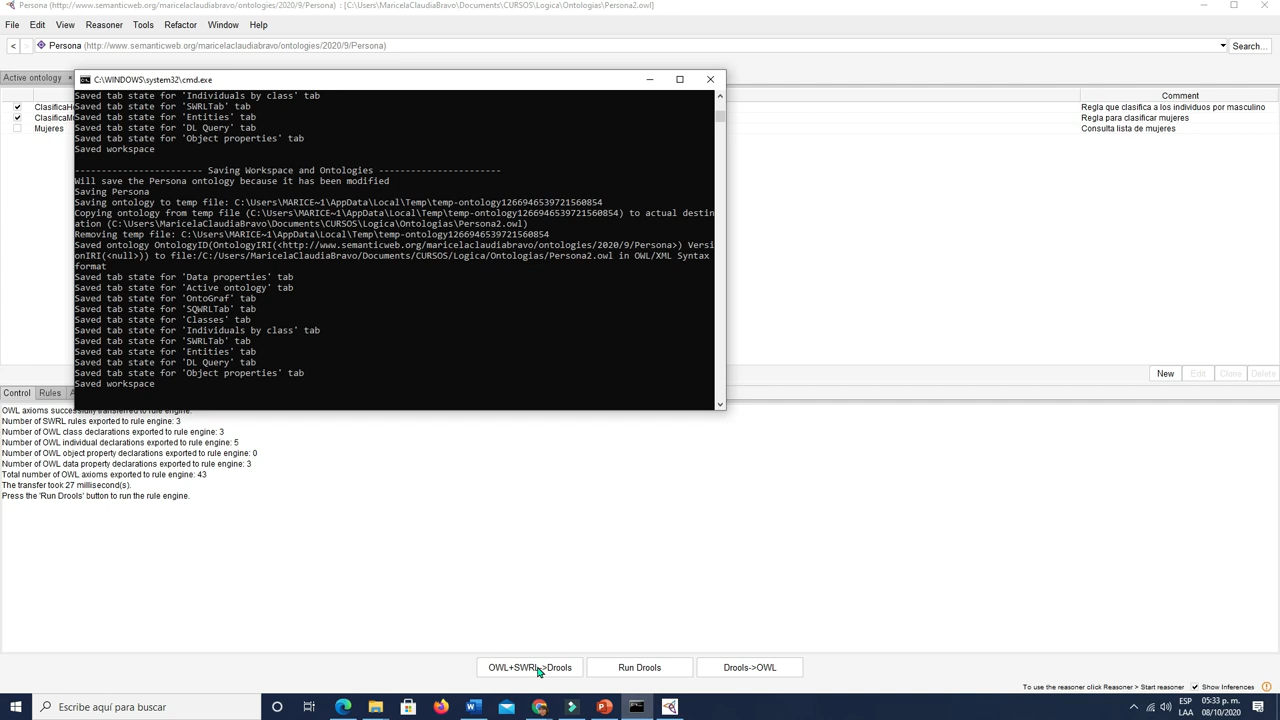 Persona (http://www.semanticweb.org/maricelaclaudiabravo/ontologies/2020/9/Persona) : [C:\Users\MaricelaClaudiaBravo\Documents\CURSOS\Logica\Ontologias\Persona2.owl]
File Edit View Reasoner Tools Refactor Window Help
< > Persona (http://www.semanticweb.org/maricelaclaudiabravo/ontologies/2020/9/Persona) Search...
Active ontology ×
C:\WINDOWS\system32\cmd.exe
Comment
ClasificaH
Regla que clasifica a los individuos por masculino
ClasificaM
Regla para clasificar mujeres
Mujeres
Consulta lista de mujeres
Saved tab state for 'Individuals by class' tab
Saved tab state for 'SWRLTab' tab
Saved tab state for 'Entities' tab
Saved tab state for 'DL Query' tab
Saved tab state for 'Object properties' tab
Saved workspace
------------------------ Saving Workspace and Ontologies -----------------------
Will save the Persona ontology because it has been modified
Saving Persona
Saving ontology to temp file: C:\Users\MARICE~1\AppData\Local\Temp\temp-ontology1266946539721560854
Copying ontology from temp file (C:\Users\MARICE~1\AppData\Local\Temp\temp-ontology1266946539721560854) to actual destin
ation (C:\Users\MaricelaClaudiaBravo\Documents\CURSOS\Logica\Ontologias\Persona2.owl)
Removing temp file: C:\Users\MARICE~1\AppData\Local\Temp\temp-ontology1266946539721560854
Saved ontology OntologyID(OntologyIRI(<http://www.semanticweb.org/maricelaclaudiabravo/ontologies/2020/9/Persona>) Versi
onIRI(<null>)) to file:/C:/Users/MaricelaClaudiaBravo/Documents/CURSOS/Logica/Ontologias/Persona2.owl in OWL/XML Syntax
format
Saved tab state for 'Data properties' tab
Saved tab state for 'Active ontology' tab
Saved tab state for 'OntoGraf' tab
Saved tab state for 'SQWRLTab' tab
Saved tab state for 'Classes' tab
Saved tab state for 'Individuals by class' tab
Saved tab state for 'SWRLTab' tab
Saved tab state for 'Entities' tab
Saved tab state for 'DL Query' tab
Saved tab state for 'Object properties' tab
Saved workspace
New Edit Clone Delete
Control Rules A
OWL axioms successfully transferred to rule engine.
Number of SWRL rules exported to rule engine: 3
Number of OWL class declarations exported to rule engine: 3
Number of OWL individual declarations exported to rule engine: 5
Number of OWL object property declarations exported to rule engine: 0
Number of OWL data property declarations exported to rule engine: 3
Total number of OWL axioms exported to rule engine: 43
The transfer took 27 millisecond(s).
Press the 'Run Drools' button to run the rule engine.
OWL+SWRL->Drools Run Drools Drools->OWL
To use the reasoner click Reasoner > Start reasoner Show Inferences
Escribe aquí para buscar
ESP 05:33 p. m.
LAA 08/10/2020